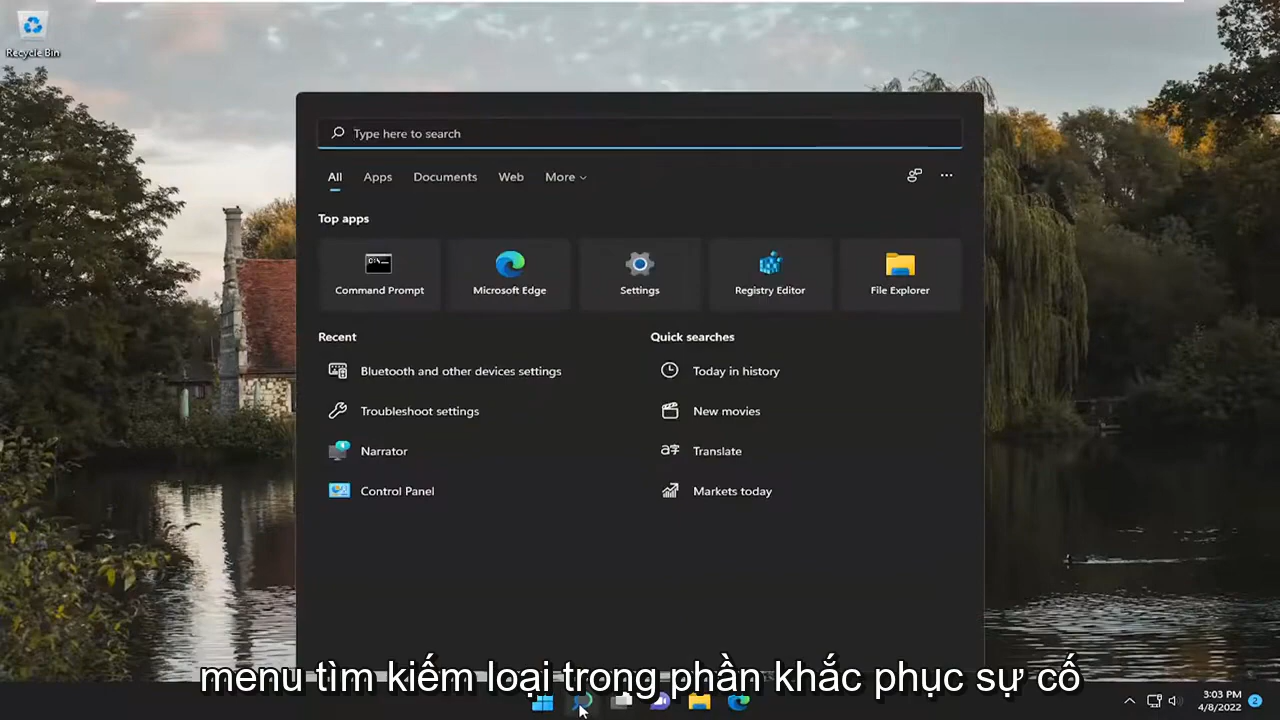 Recycle Bin
Type here to search
All Apps Documents Web More
Top apps
Command Prompt Microsoft Edge Settings Registry Editor File Explorer
Recent Quick searches
Bluetooth and other devices settings Today in history
Troubleshoot settings New movies
Narrator Translate
Control Panel Markets today
menu tìm kiếm loại trong phần khắc phục sự cố
3:03 PM
4/8/2022 2